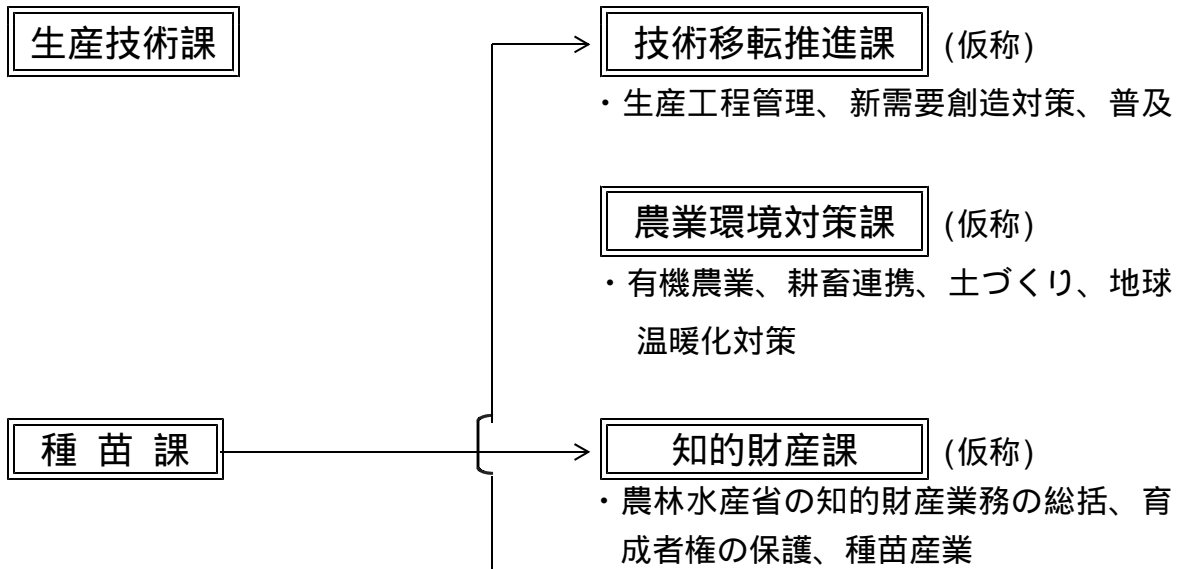 生産技術課
技術移転推進課 (仮称)
・生産工程管理、新需要創造対策、普及
農業環境対策課 (仮称)
・有機農業、耕畜連携、土づくり、地球
温暖化対策
種 苗 課
知的財産課 (仮称)
・農林水産省の知的財産業務の総括、育
成者権の保護、種苗産業